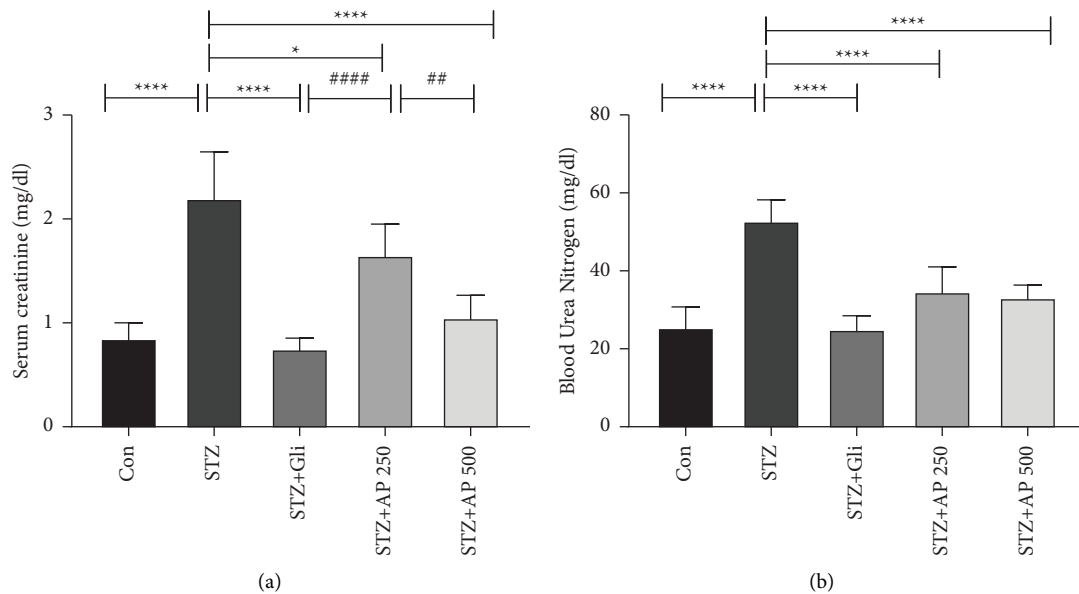 ****
*
**** **** #### ##
3
2
1
0
Serum creatinine (mg/dl)
Con
STZ
STZ+Gli
STZ+AP 250
STZ+AP 500
(a)
****
****
**** ****
80
60
40
20
0
Blood Urea Nitrogen (mg/dl)
Con
STZ
STZ+Gli
STZ+AP 250
STZ+AP 500
(b)